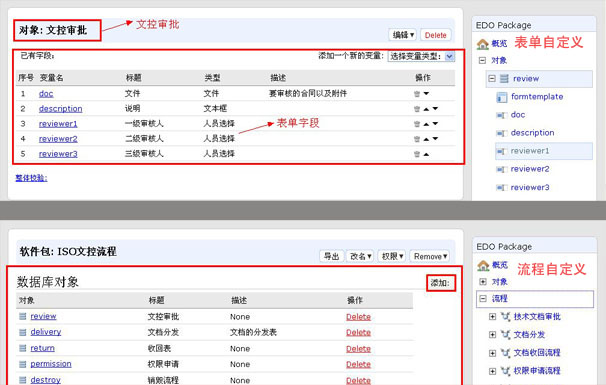 对象: 文控审批
文控审批
编辑▼ Delete
已有字段:
添加一个新的变量: 选择变量类型:
序号 变量名 标题 类型 描述 操作
1 doc 文件 文件 要审核的合同以及附件
2 description 说明 文本框
3 reviewer1 一级审核人 人员选择
4 reviewer2 二级审核人 人员选择
5 reviewer3 三级审核人 人员选择
表单字段
整体校验:
EDO Package
概览
表单自定义
对象
review
formtemplate
doc
description
reviewer1
reviewer2
reviewer3
软件包: ISO文控流程
导出 改名▼ 权限▼ Remove▼
数据库对象
添加:
对象 标题 描述 操作
review 文控审批 None Delete
delivery 文档分发 文档的分发表 Delete
return 收回表 None Delete
permission 权限申请 None Delete
destroy 销毁流程 None Delete
EDO Package
概览
流程自定义
对象
流程
技术文档审批
文档分发
文档收回流程
权限申请流程